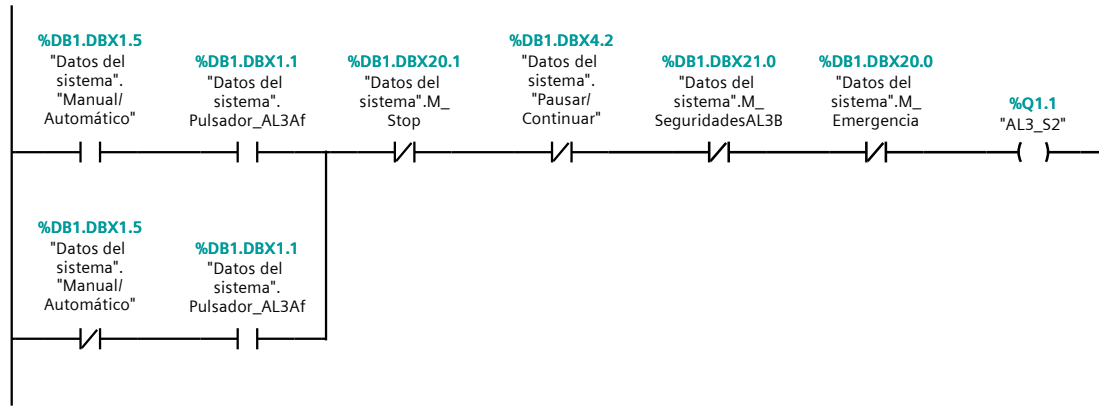 %DB1.DBX1.5
"Datos del
sistema".
"Manual/
Automático"
%DB1.DBX1.1
"Datos del
sistema".
Pulsador_AL3Af
%DB1.DBX20.1
"Datos del
sistema".M_
Stop
%DB1.DBX4.2
"Datos del
sistema".
"Pausar/
Continuar"
%DB1.DBX21.0
"Datos del
sistema".M_
SeguridadesAL3B
%DB1.DBX20.0
"Datos del
sistema".M_
Emergencia
%Q1.1
"AL3_S2"
%DB1.DBX1.5
"Datos del
sistema".
"Manual/
Automático"
%DB1.DBX1.1
"Datos del
sistema".
Pulsador_AL3Af